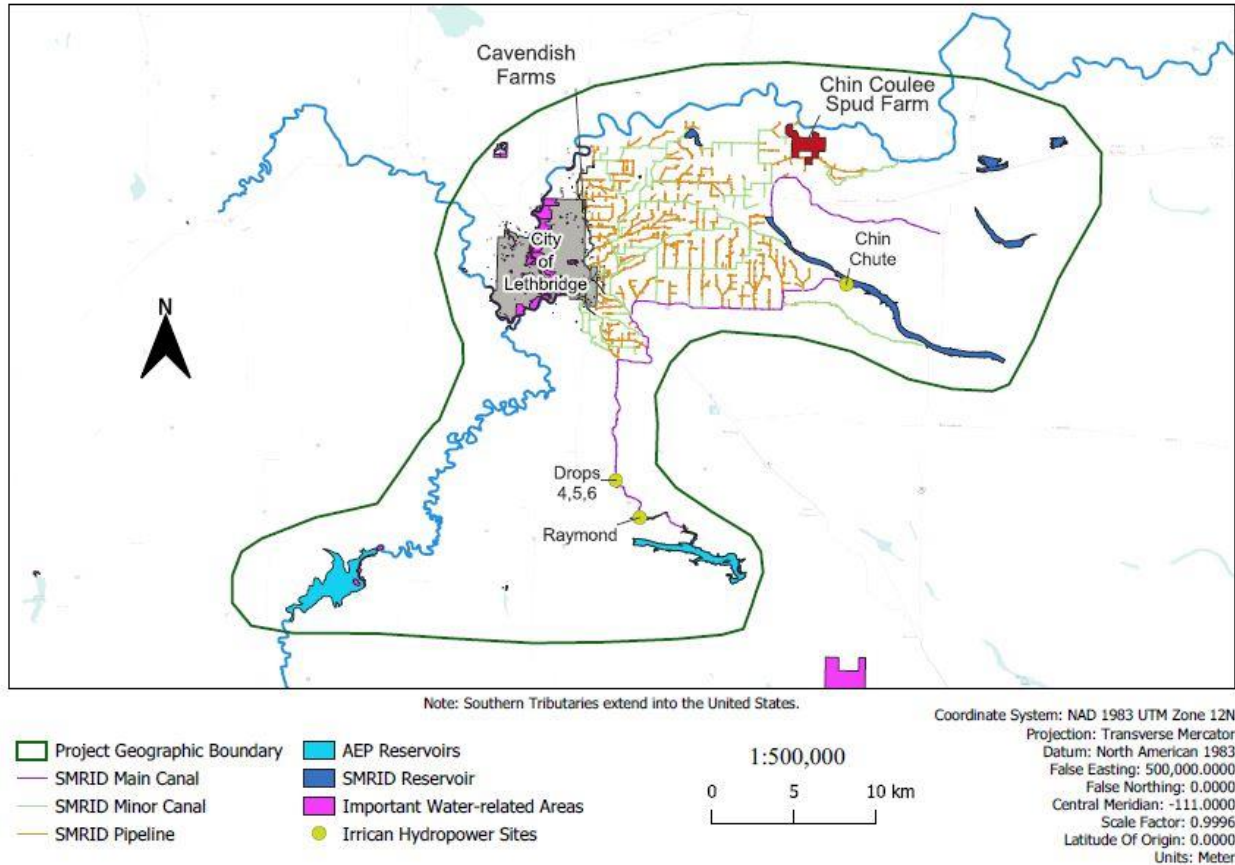 Cavendish
Farms
Chin Coulee
Spud Farm
City
of
Lethbridge
Chin
Chute
N
Drops
4,5,6
Raymond
Note: Southern Tributaries extend into the United States.
Project Geographic Boundary
SMRID Main Canal
SMRID Minor Canal
SMRID Pipeline
AEP Reservoirs
SMRID Reservoir
Important Water-related Areas
Irrican Hydropower Sites
1:500,000
0 5 10 km
Coordinate System: NAD 1983 UTM Zone 12N
Projection: Transverse Mercator
Datum: North American 1983
False Easting: 500,000.0000
False Northing: 0.0000
Central Meridian: -111.0000
Scale Factor: 0.9996
Latitude Of Origin: 0.0000
Units: Meter